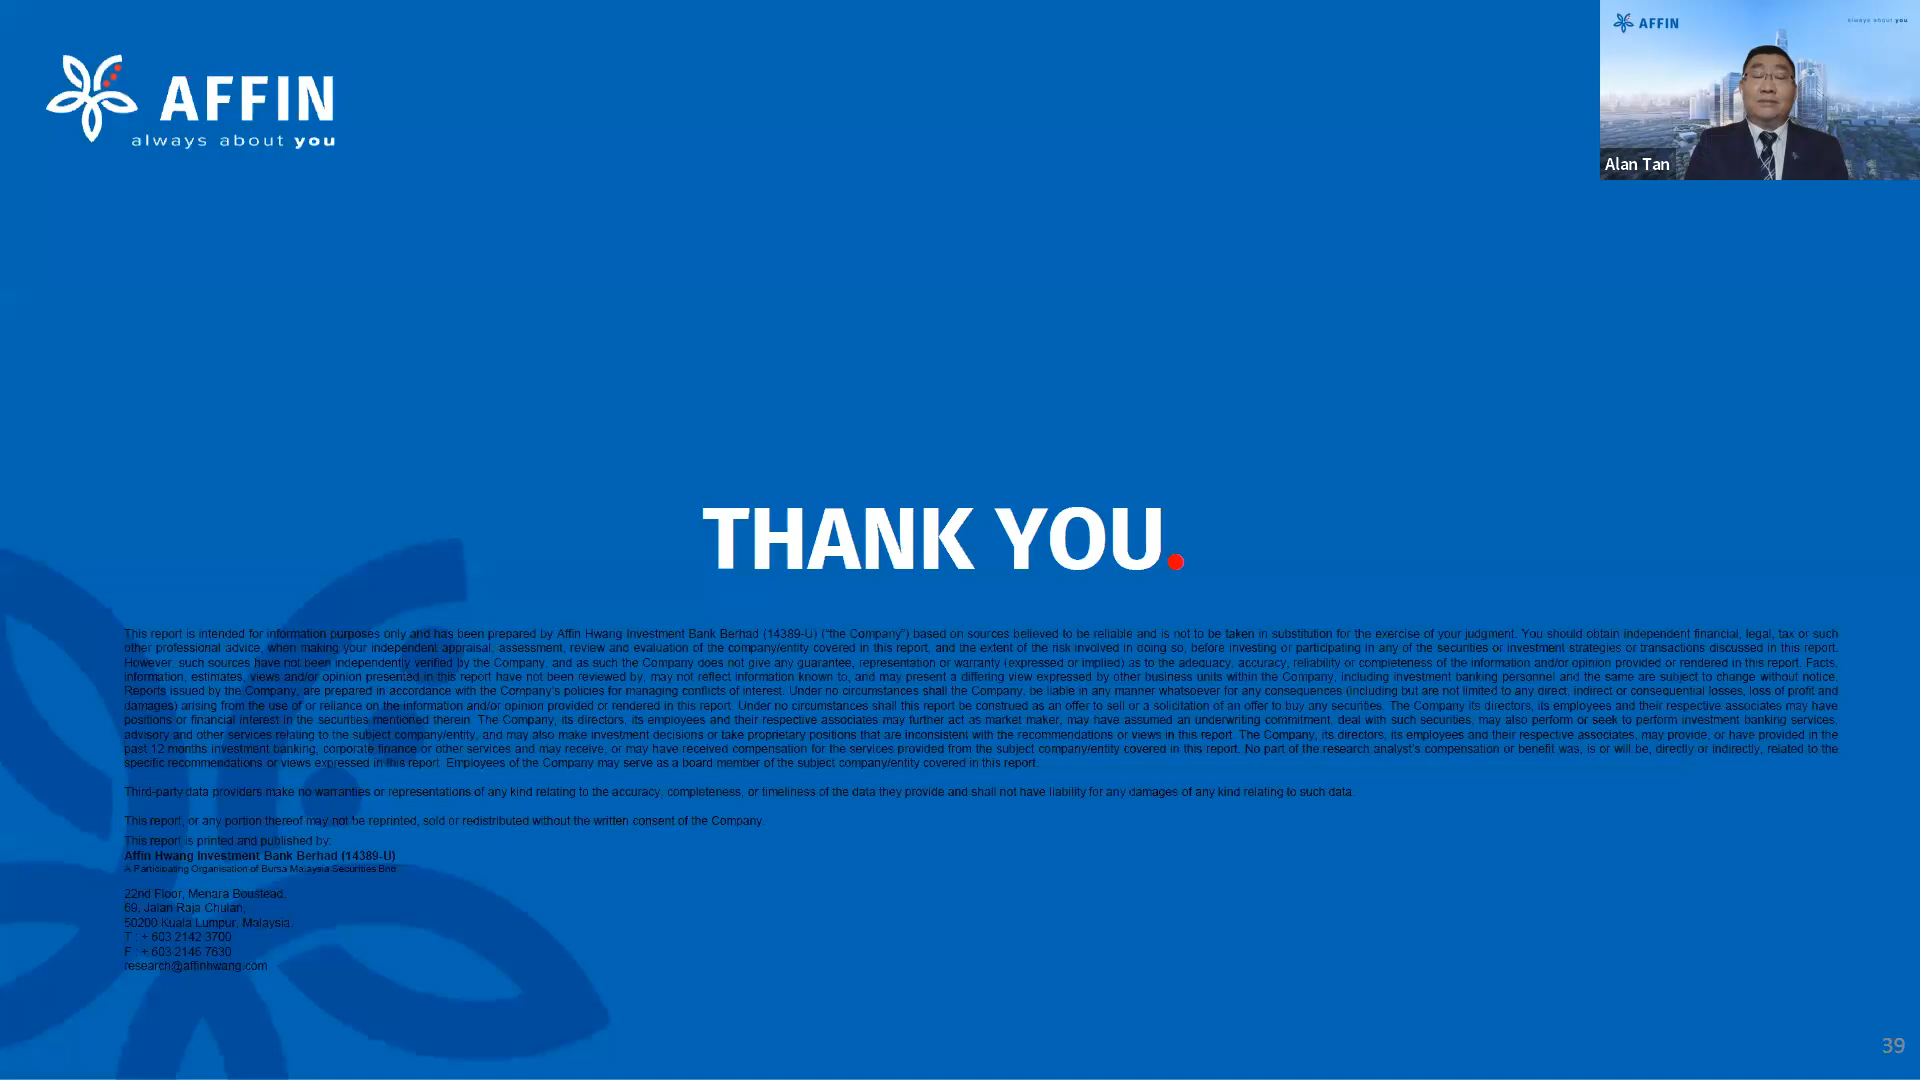 AFFIN
always about you
AFFIN
always about you
Alan Tan
THANK YOU.
This report is intended for information purposes only and has been prepared by Affin Hwang Investment Bank Berhad (14389-U) (“the Company”) based on sources believed to be reliable and is not to be taken in substitution for the exercise of your judgment. You should obtain independent financial, legal, tax or such
other professional advice, when making your independent appraisal, assessment, review and evaluation of the company/entity covered in this report, and the extent of the risk involved in doing so, before investing or participating in any of the securities or investment strategies or transactions discussed in this report.
However, such sources have not been independently verified by the Company, and as such the Company does not give any guarantee, representation or warranty (expressed or implied) as to the adequacy, accuracy, reliability or completeness of the information and/or opinion provided or rendered in this report. Facts,
information, estimates, views and/or opinion presented in this report have not been reviewed by, may not reflect information known to, and may present a differing view expressed by other business units within the Company, including investment banking personnel and the same are subject to change without notice.
Reports issued by the Company, are prepared in accordance with the Company’s policies for managing conflicts of interest. Under no circumstances shall the Company, be liable in any manner whatsoever for any consequences (including but are not limited to any direct, indirect or consequential losses, loss of profit and
damages) arising from the use of or reliance on the information and/or opinion provided or rendered in this report. Under no circumstances shall this report be construed as an offer to sell or a solicitation of an offer to buy any securities. The Company its directors, its employees and their respective associates may have
positions or financial interest in the securities mentioned therein. The Company, its directors, its employees and their respective associates may further act as market maker, may have assumed an underwriting commitment, deal with such securities, may also perform or seek to perform investment banking services,
advisory and other services relating to the subject company/entity, and may also make investment decisions or take proprietary positions that are inconsistent with the recommendations or views in this report. The Company, its directors, its employees and their respective associates, may provide, or have provided in the
past 12 months investment banking, corporate finance or other services and may receive, or may have received compensation for the services provided from the subject company/entity covered in this report. No part of the research analyst’s compensation or benefit was, is or will be, directly or indirectly, related to the
specific recommendations or views expressed in this report. Employees of the Company may serve as a board member of the subject company/entity covered in this report.
Third-party data providers make no warranties or representations of any kind relating to the accuracy, completeness, or timeliness of the data they provide and shall not have liability for any damages of any kind relating to such data.
This report, or any portion thereof may not be reprinted, sold or redistributed without the written consent of the Company.
This report is printed and published by:
Affin Hwang Investment Bank Berhad (14389-U)
A Participating Organisation of Bursa Malaysia Securities Bhd
22nd Floor, Menara Boustead,
69, Jalan Raja Chulan,
50200 Kuala Lumpur, Malaysia.
T : + 603 2142 3700
F : + 603 2146 7630
research@affinhwang.com
39